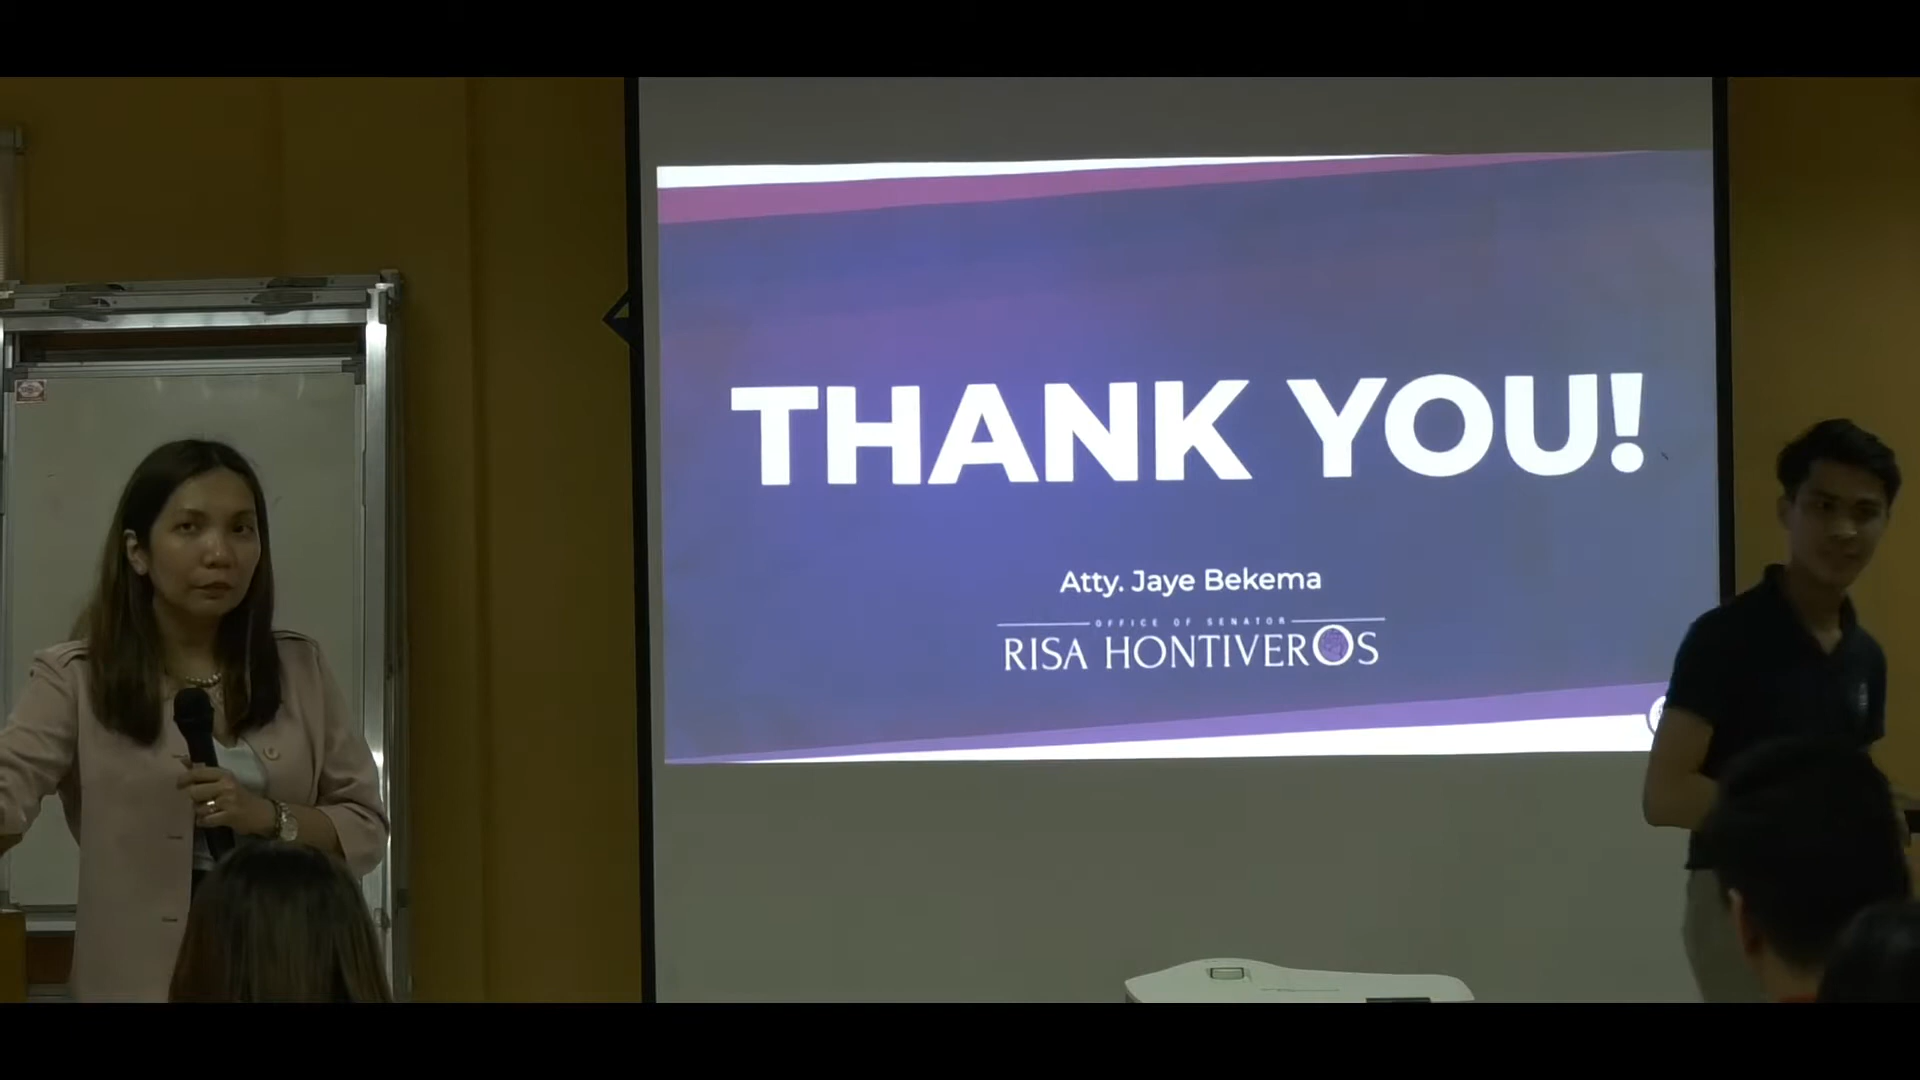 THANK YOU!
Atty. Jaye Bekema
OFFICE OF SENATOR
RISA HONTIVEROS